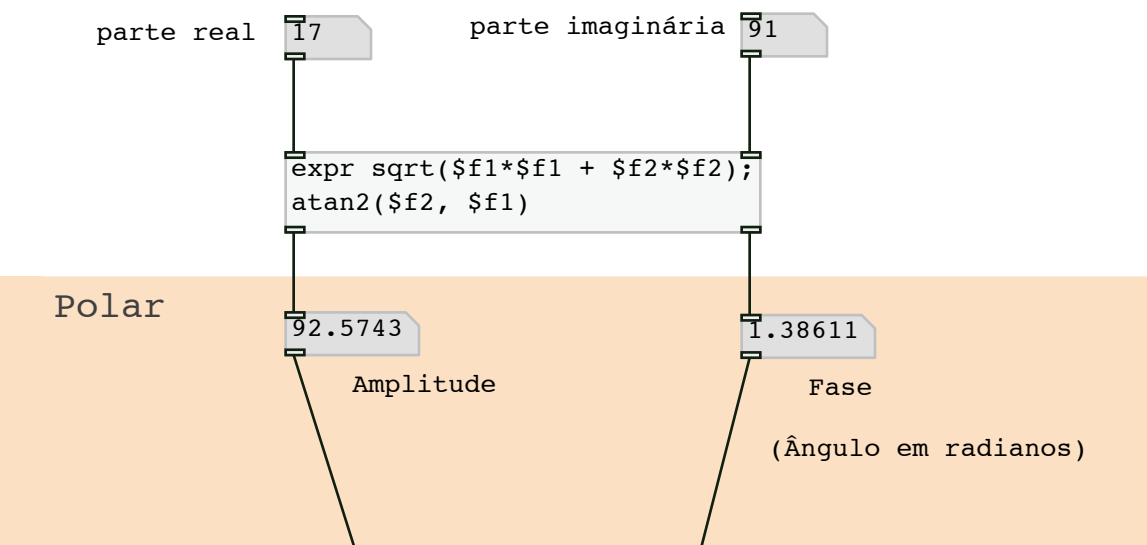 parte real
17
parte imaginária
91
expr sqrt($f1*$f1 + $f2*$f2);
atan2($f2, $f1)
Polar
92.5743
1.38611
Amplitude
Fase
(Ângulo em radianos)